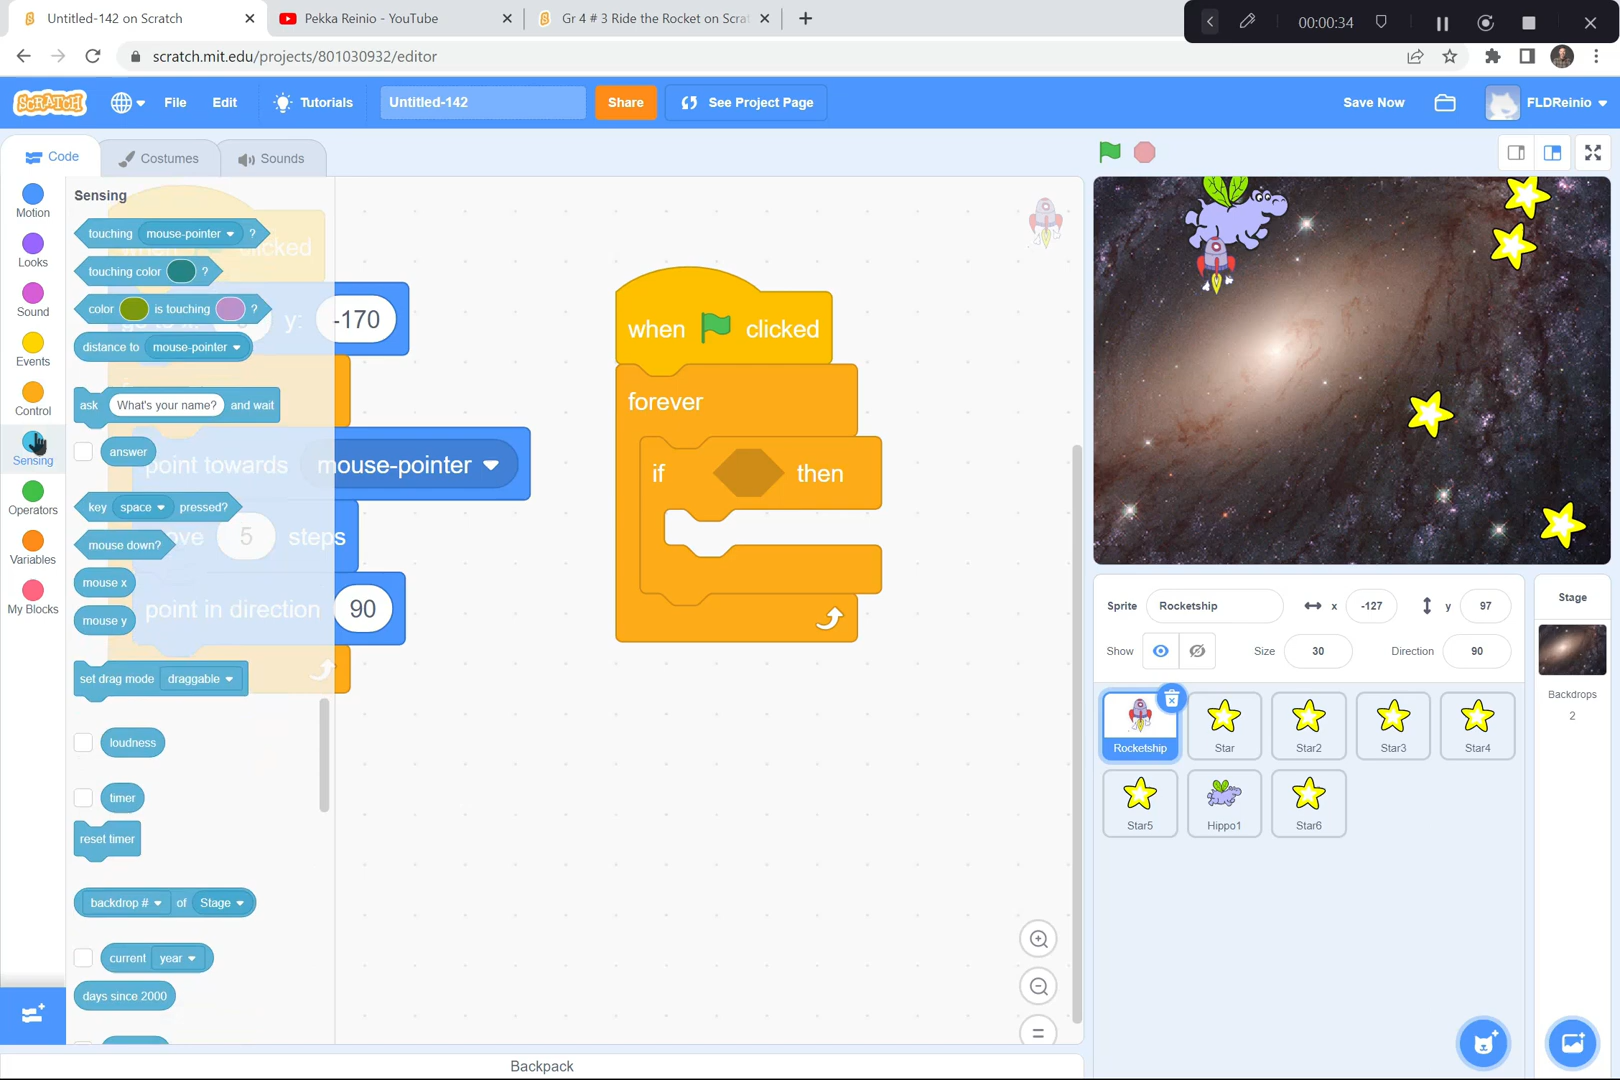 Untitled-142 on Scratch
Pekka Reinio - YouTube
Gr 4 # 3 Ride the Rocket on Scrat
00:00:34
scratch.mit.edu/projects/801030932/editor
SCRATCH
File
Edit
Tutorials
Untitled-142
Share
See Project Page
Save Now
FLDReinio
Code
Costumes
Sounds
Motion
Looks
Sound
Events
Control
Sensing
Operators
Variables
My Blocks
Sensing
touching mouse-pointer ?
touching color ?
color is touching ?
distance to mouse-pointer
ask What's your name? and wait
answer
key space pressed?
mouse down?
mouse x
mouse y
set drag mode draggable
loudness
timer
reset timer
backdrop # of Stage
current year
days since 2000
clicked
y: -170
point towards mouse-pointer
5 steps
point in direction 90
when clicked
forever
if then
Sprite Rocketship x -127 y 97
Show Size 30 Direction 90
Rocketship
Star
Star2
Star3
Star4
Star5
Hippo1
Star6
Stage
Backdrops
2
Backpack